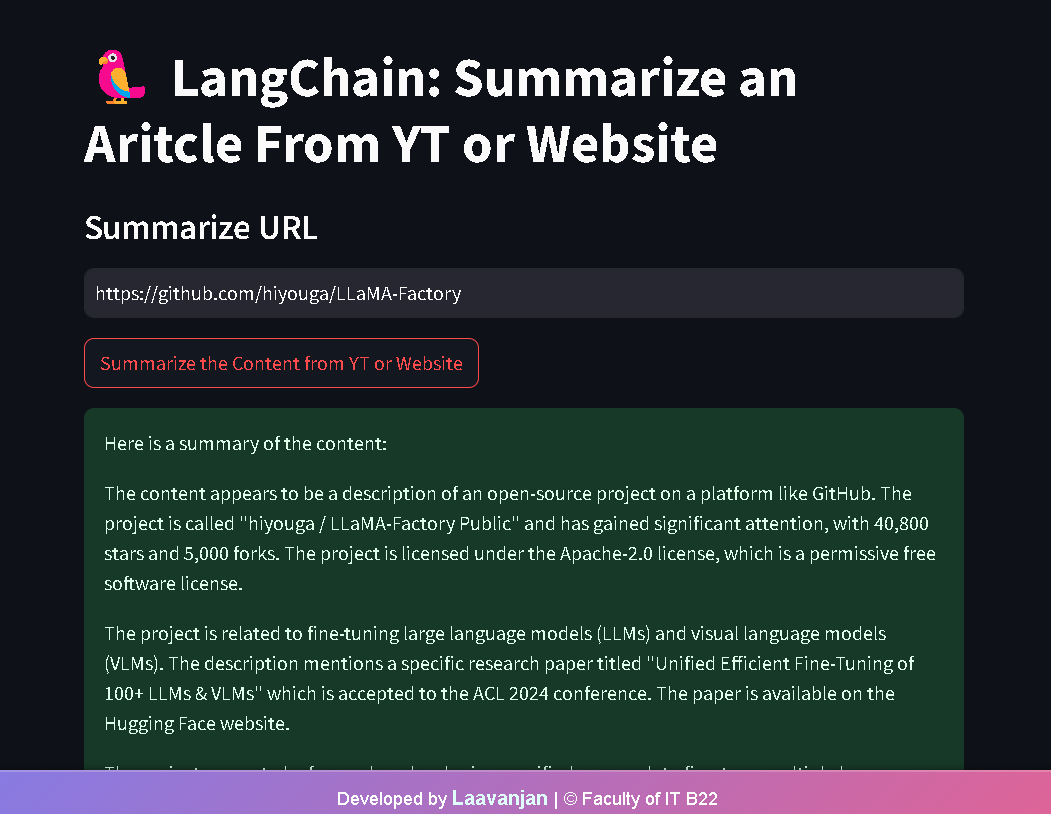 LangChain: Summarize an
Aritcle From YT or Website
Summarize URL
https://github.com/hiyouga/LLaMA-Factory
Summarize the Content from YT or Website
Here is a summary of the content:
The content appears to be a description of an open-source project on a platform like GitHub. The
project is called "hiyouga / LLaMA-Factory Public" and has gained significant attention, with 40,800
stars and 5,000 forks. The project is licensed under the Apache-2.0 license, which is a permissive free
software license.
The project is related to fine-tuning large language models (LLMs) and visual language models
(VLMs). The description mentions a specific research paper titled "Unified Efficient Fine-Tuning of
100+ LLMs & VLMs" which is accepted to the ACL 2024 conference. The paper is available on the
Hugging Face website.
Developed by Laavanjan | © Faculty of IT B22